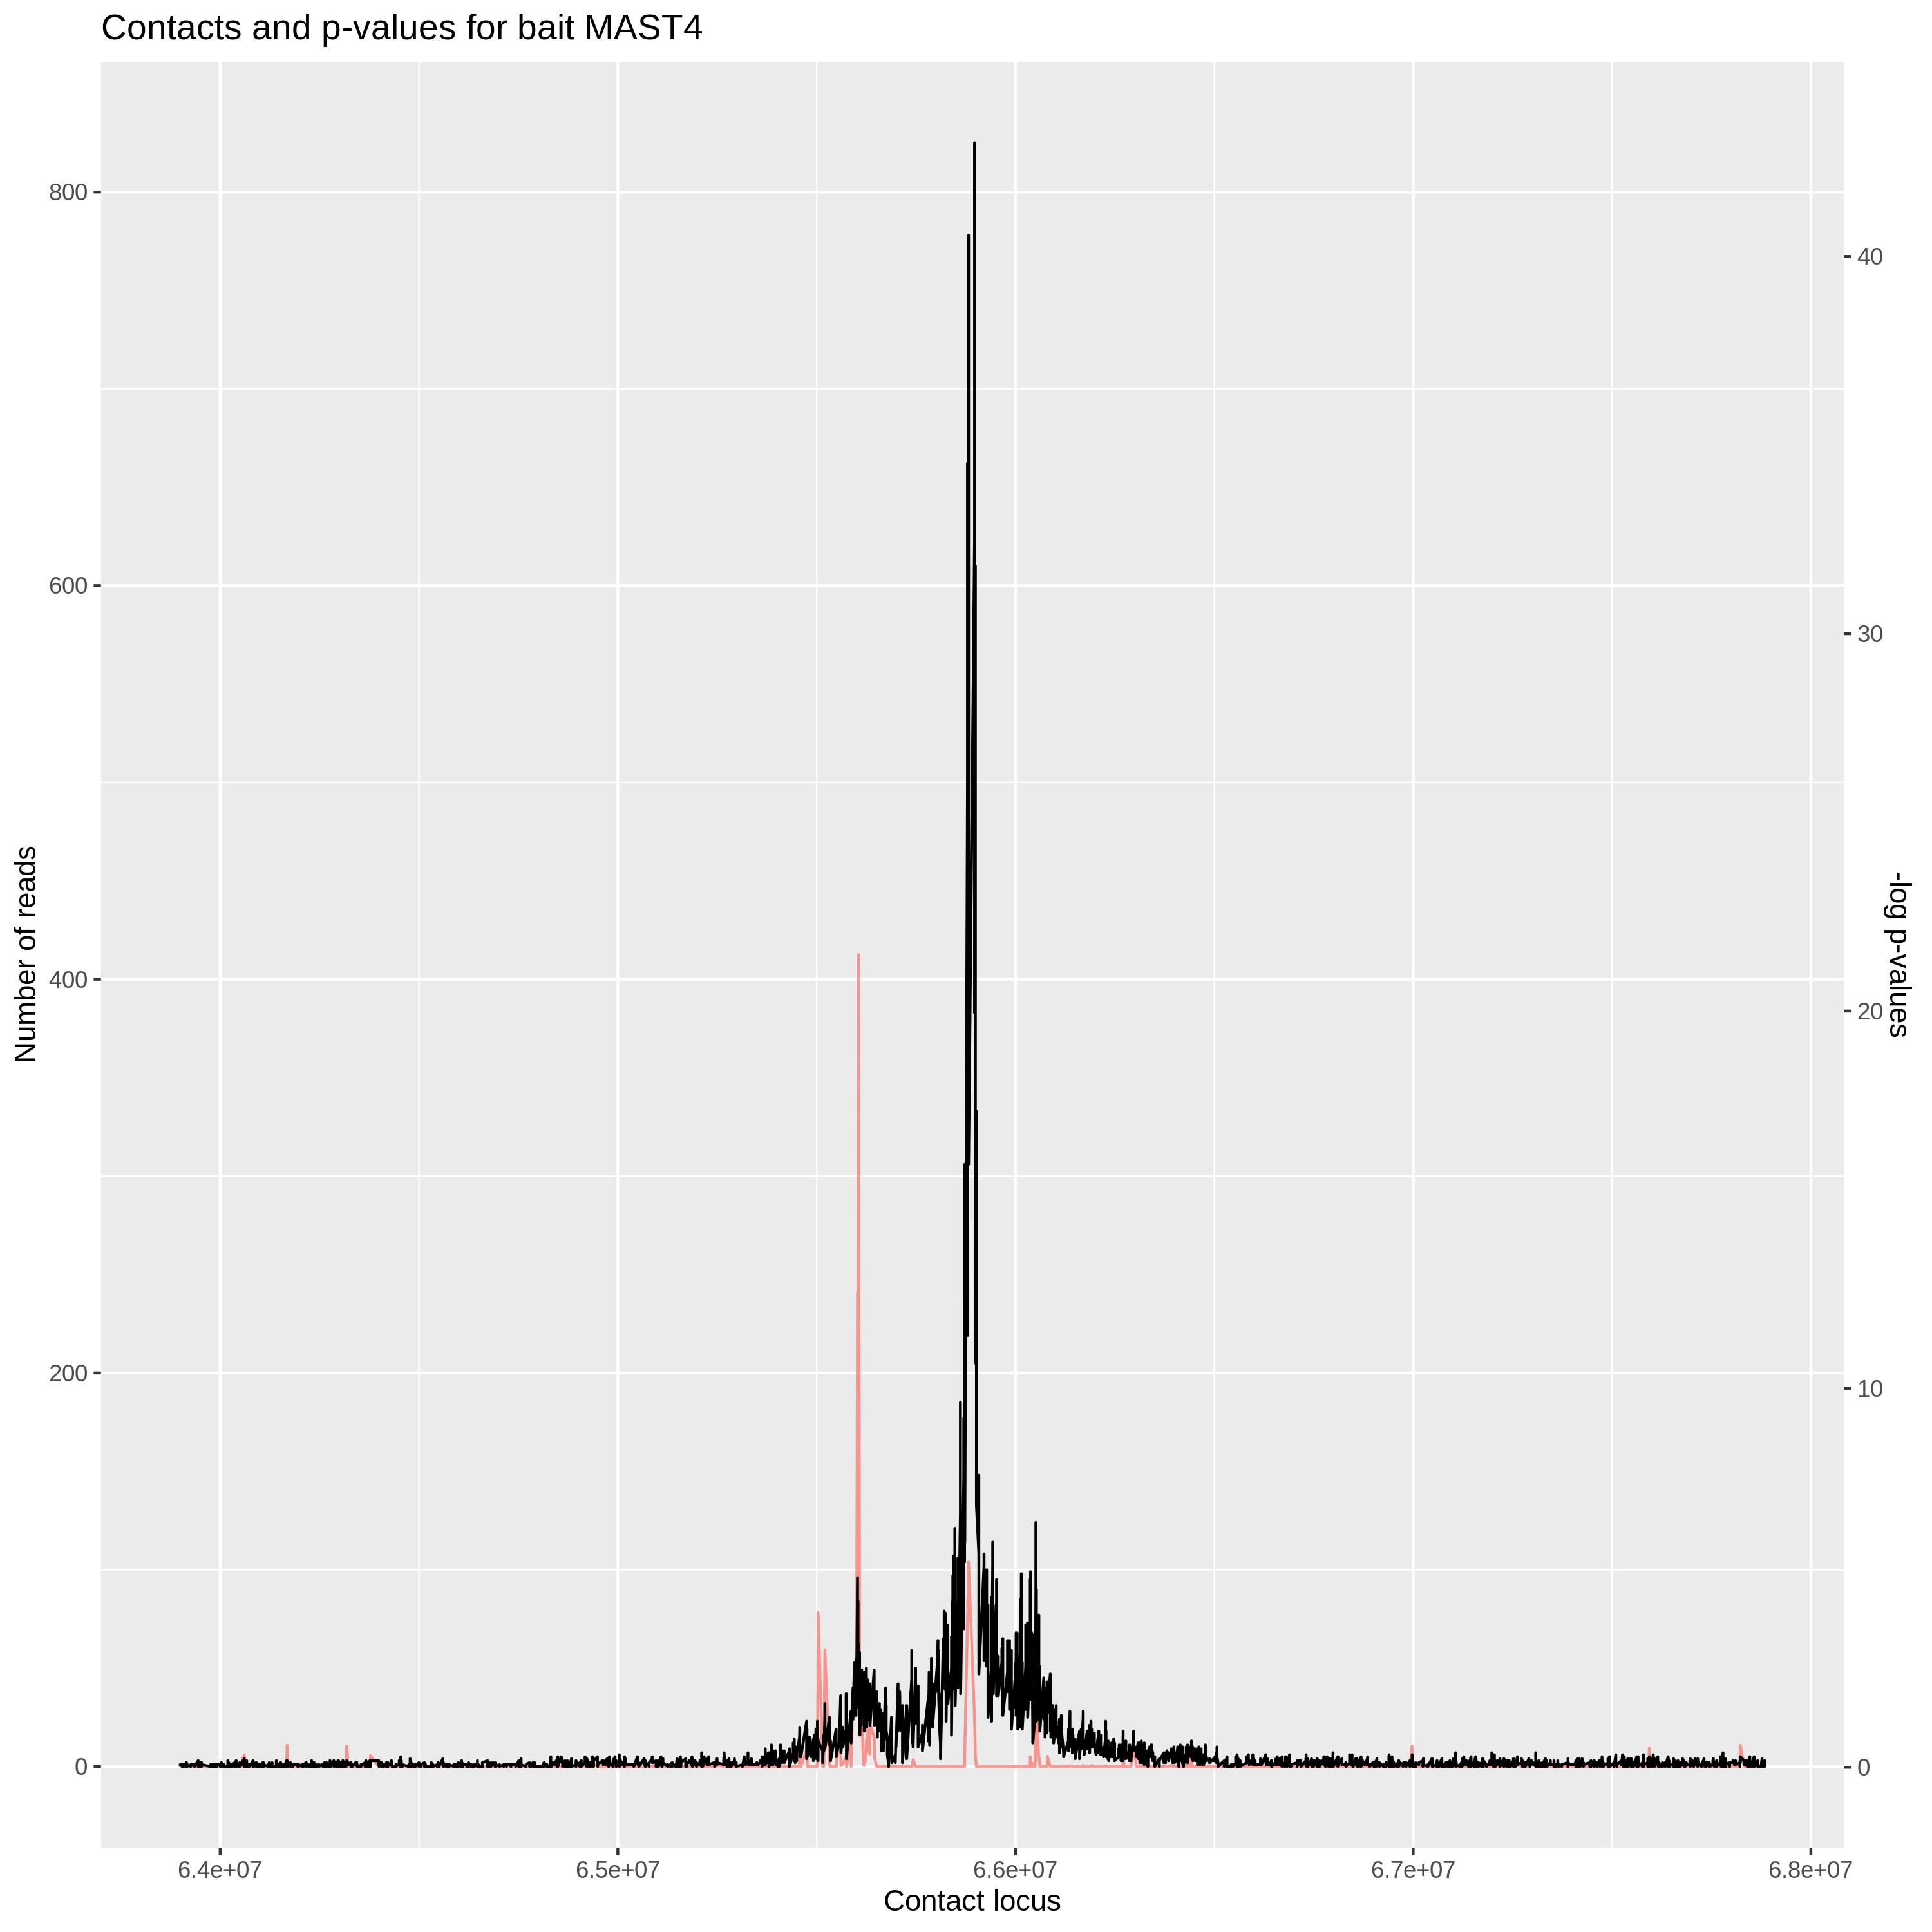 Contacts and p-values for bait MAST4
Number of reads
800
600
400
200
0
-log p-values
40
30
20
10
0
6.4e+07 6.5e+07 6.6e+07 6.7e+07 6.8e+07
Contact locus